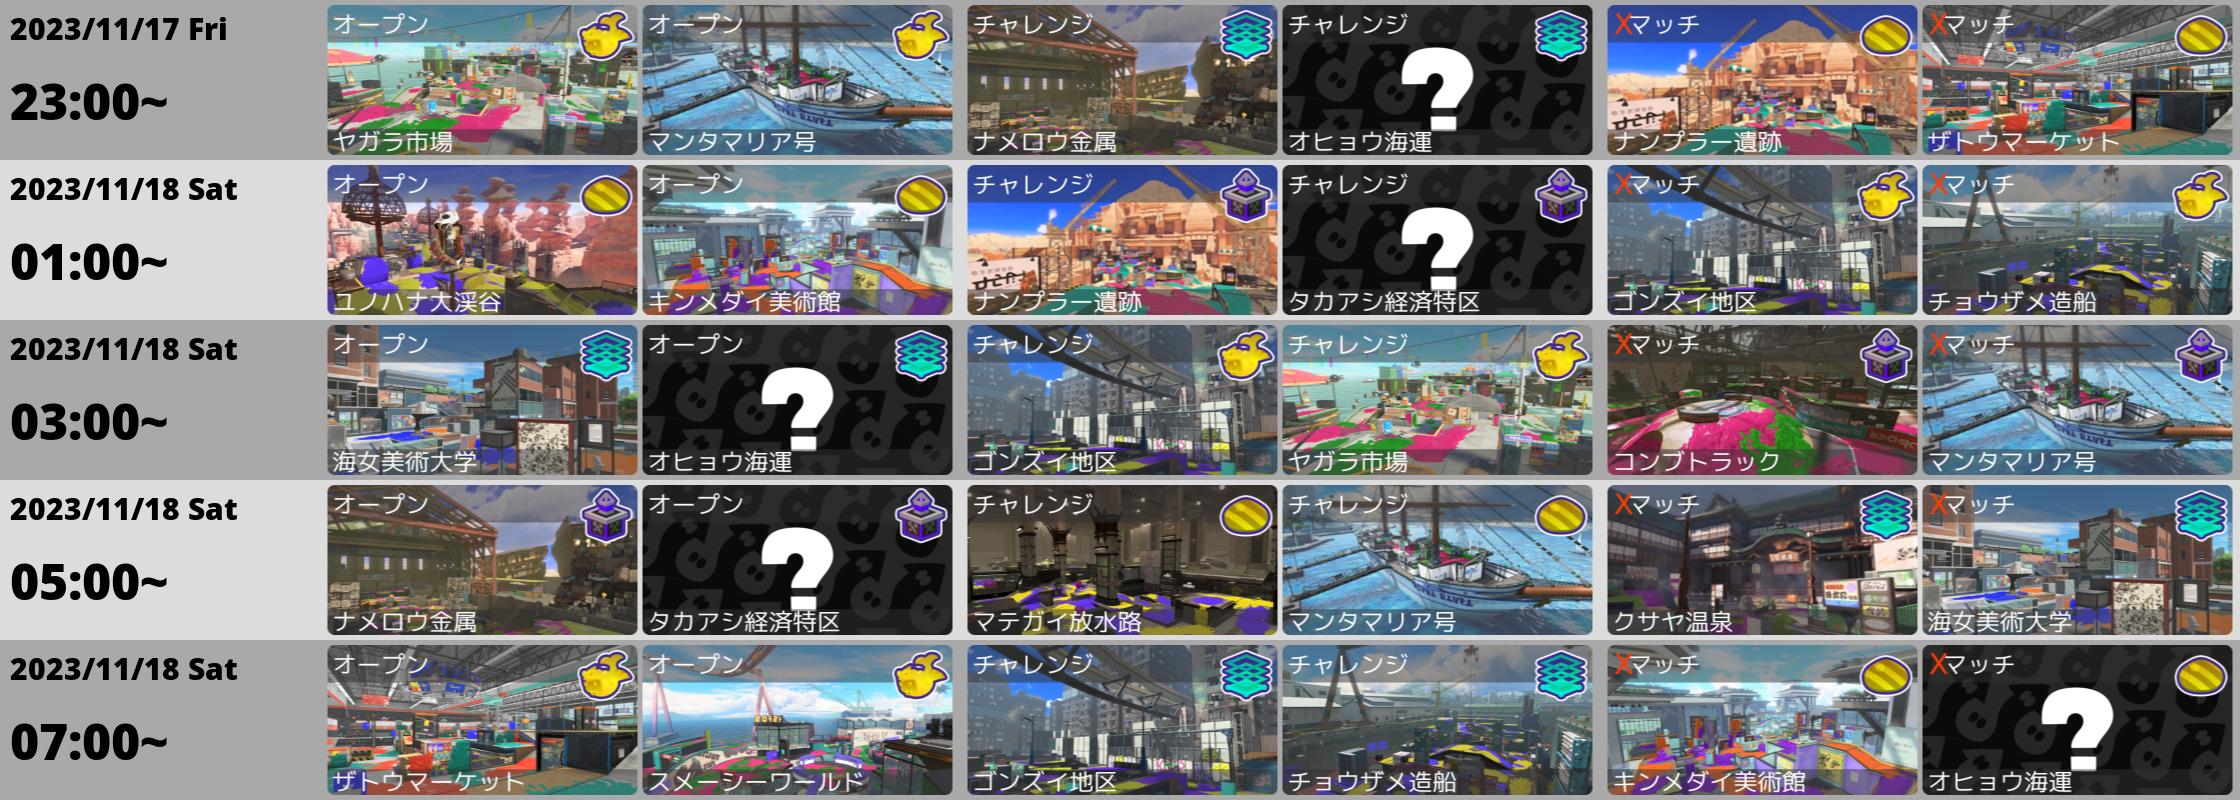 2023/11/17 Fri
23:00~
オープン
ヤガラ市場
オープン
マンタマリア号
チャレンジ
ナメロウ金属
チャレンジ
?
オヒョウ海運
Xマッチ
ナンプラー遺跡
Xマッチ
ザトウマーケット
2023/11/18 Sat
01:00~
オープン
ユノハナ大渓谷
オープン
キンメダイ美術館
チャレンジ
ナンプラー遺跡
チャレンジ
?
タカアシ経済特区
Xマッチ
ゴンズイ地区
Xマッチ
チョウザメ造船
2023/11/18 Sat
03:00~
オープン
海女美術大学
オープン
?
オヒョウ海運
チャレンジ
ゴンズイ地区
チャレンジ
ヤガラ市場
Xマッチ
コンブトラック
Xマッチ
マンタマリア号
2023/11/18 Sat
05:00~
オープン
ナメロウ金属
オープン
?
タカアシ経済特区
チャレンジ
マテガイ放水路
チャレンジ
マンタマリア号
Xマッチ
クサヤ温泉
Xマッチ
海女美術大学
2023/11/18 Sat
07:00~
オープン
ザトウマーケット
オープン
スメーシーワールド
チャレンジ
ゴンズイ地区
チャレンジ
チョウザメ造船
Xマッチ
キンメダイ美術館
Xマッチ
?
オヒョウ海運